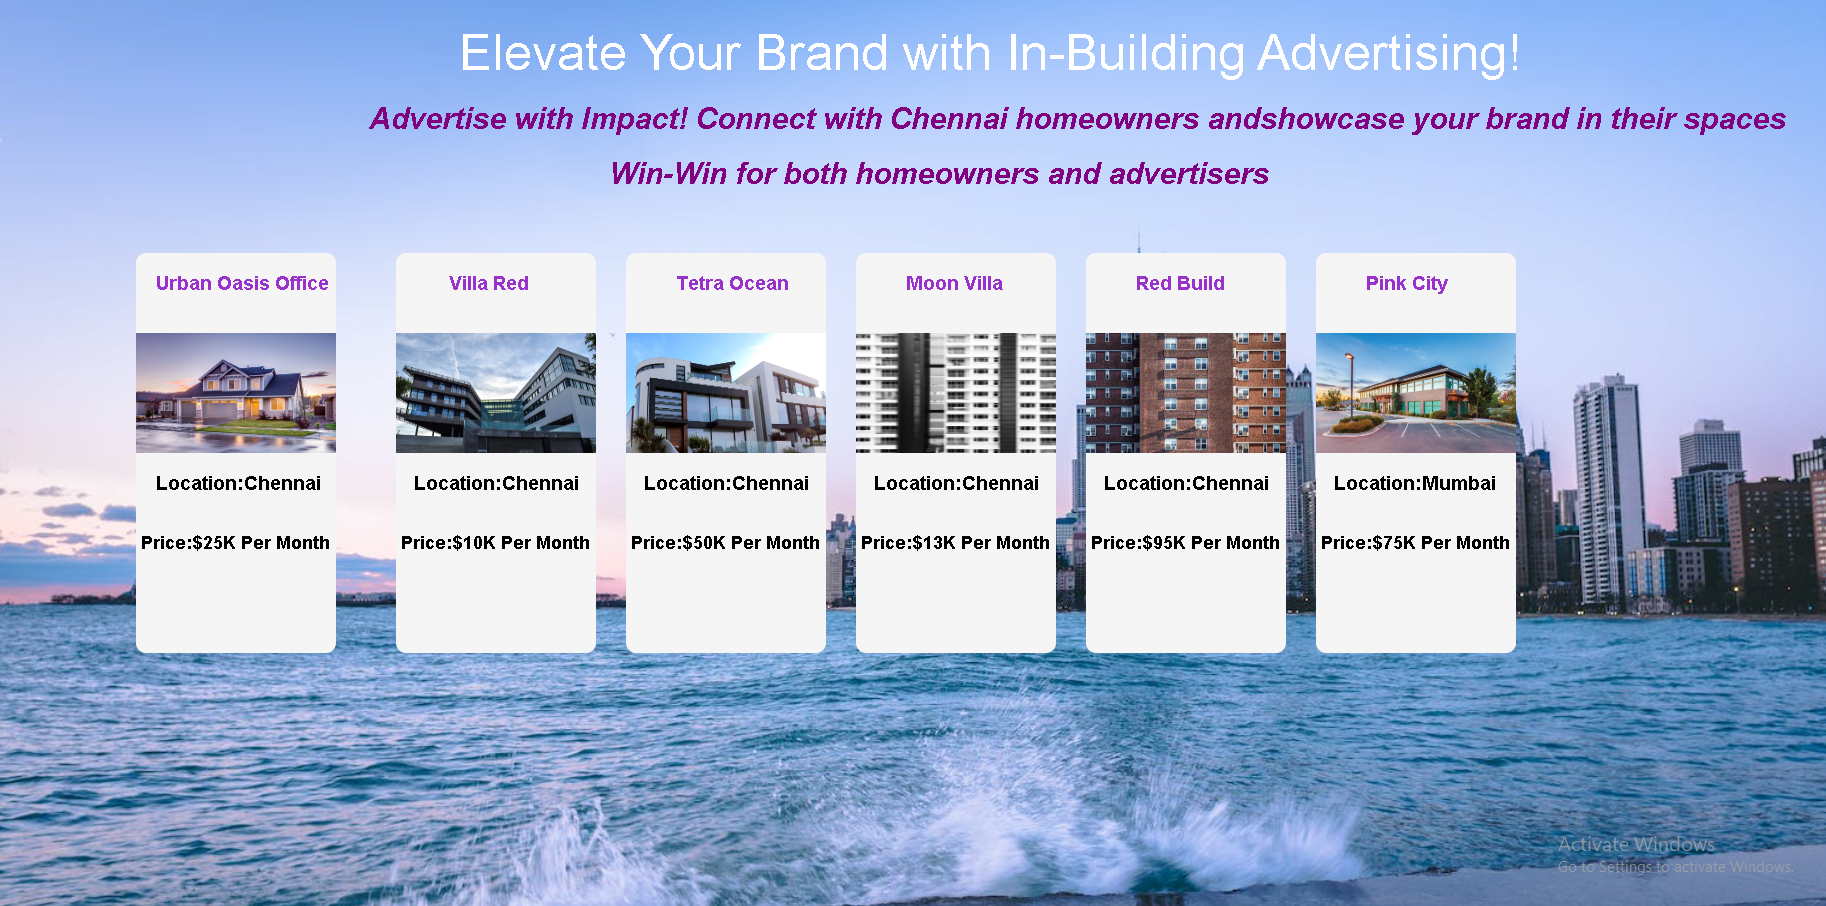 Elevate Your Brand with In-Building Advertising!
Advertise with Impact! Connect with Chennai homeowners andshowcase your brand in their spaces
Win-Win for both homeowners and advertisers
Urban Oasis Office
Location:Chennai
Price:$25K Per Month
Villa Red
Location:Chennai
Price:$10K Per Month
Tetra Ocean
Location:Chennai
Price:$50K Per Month
Moon Villa
Location:Chennai
Price:$13K Per Month
Red Build
Location:Chennai
Price:$95K Per Month
Pink City
Location:Mumbai
Price:$75K Per Month
Activate Windows
Go to Settings to activate Windows.